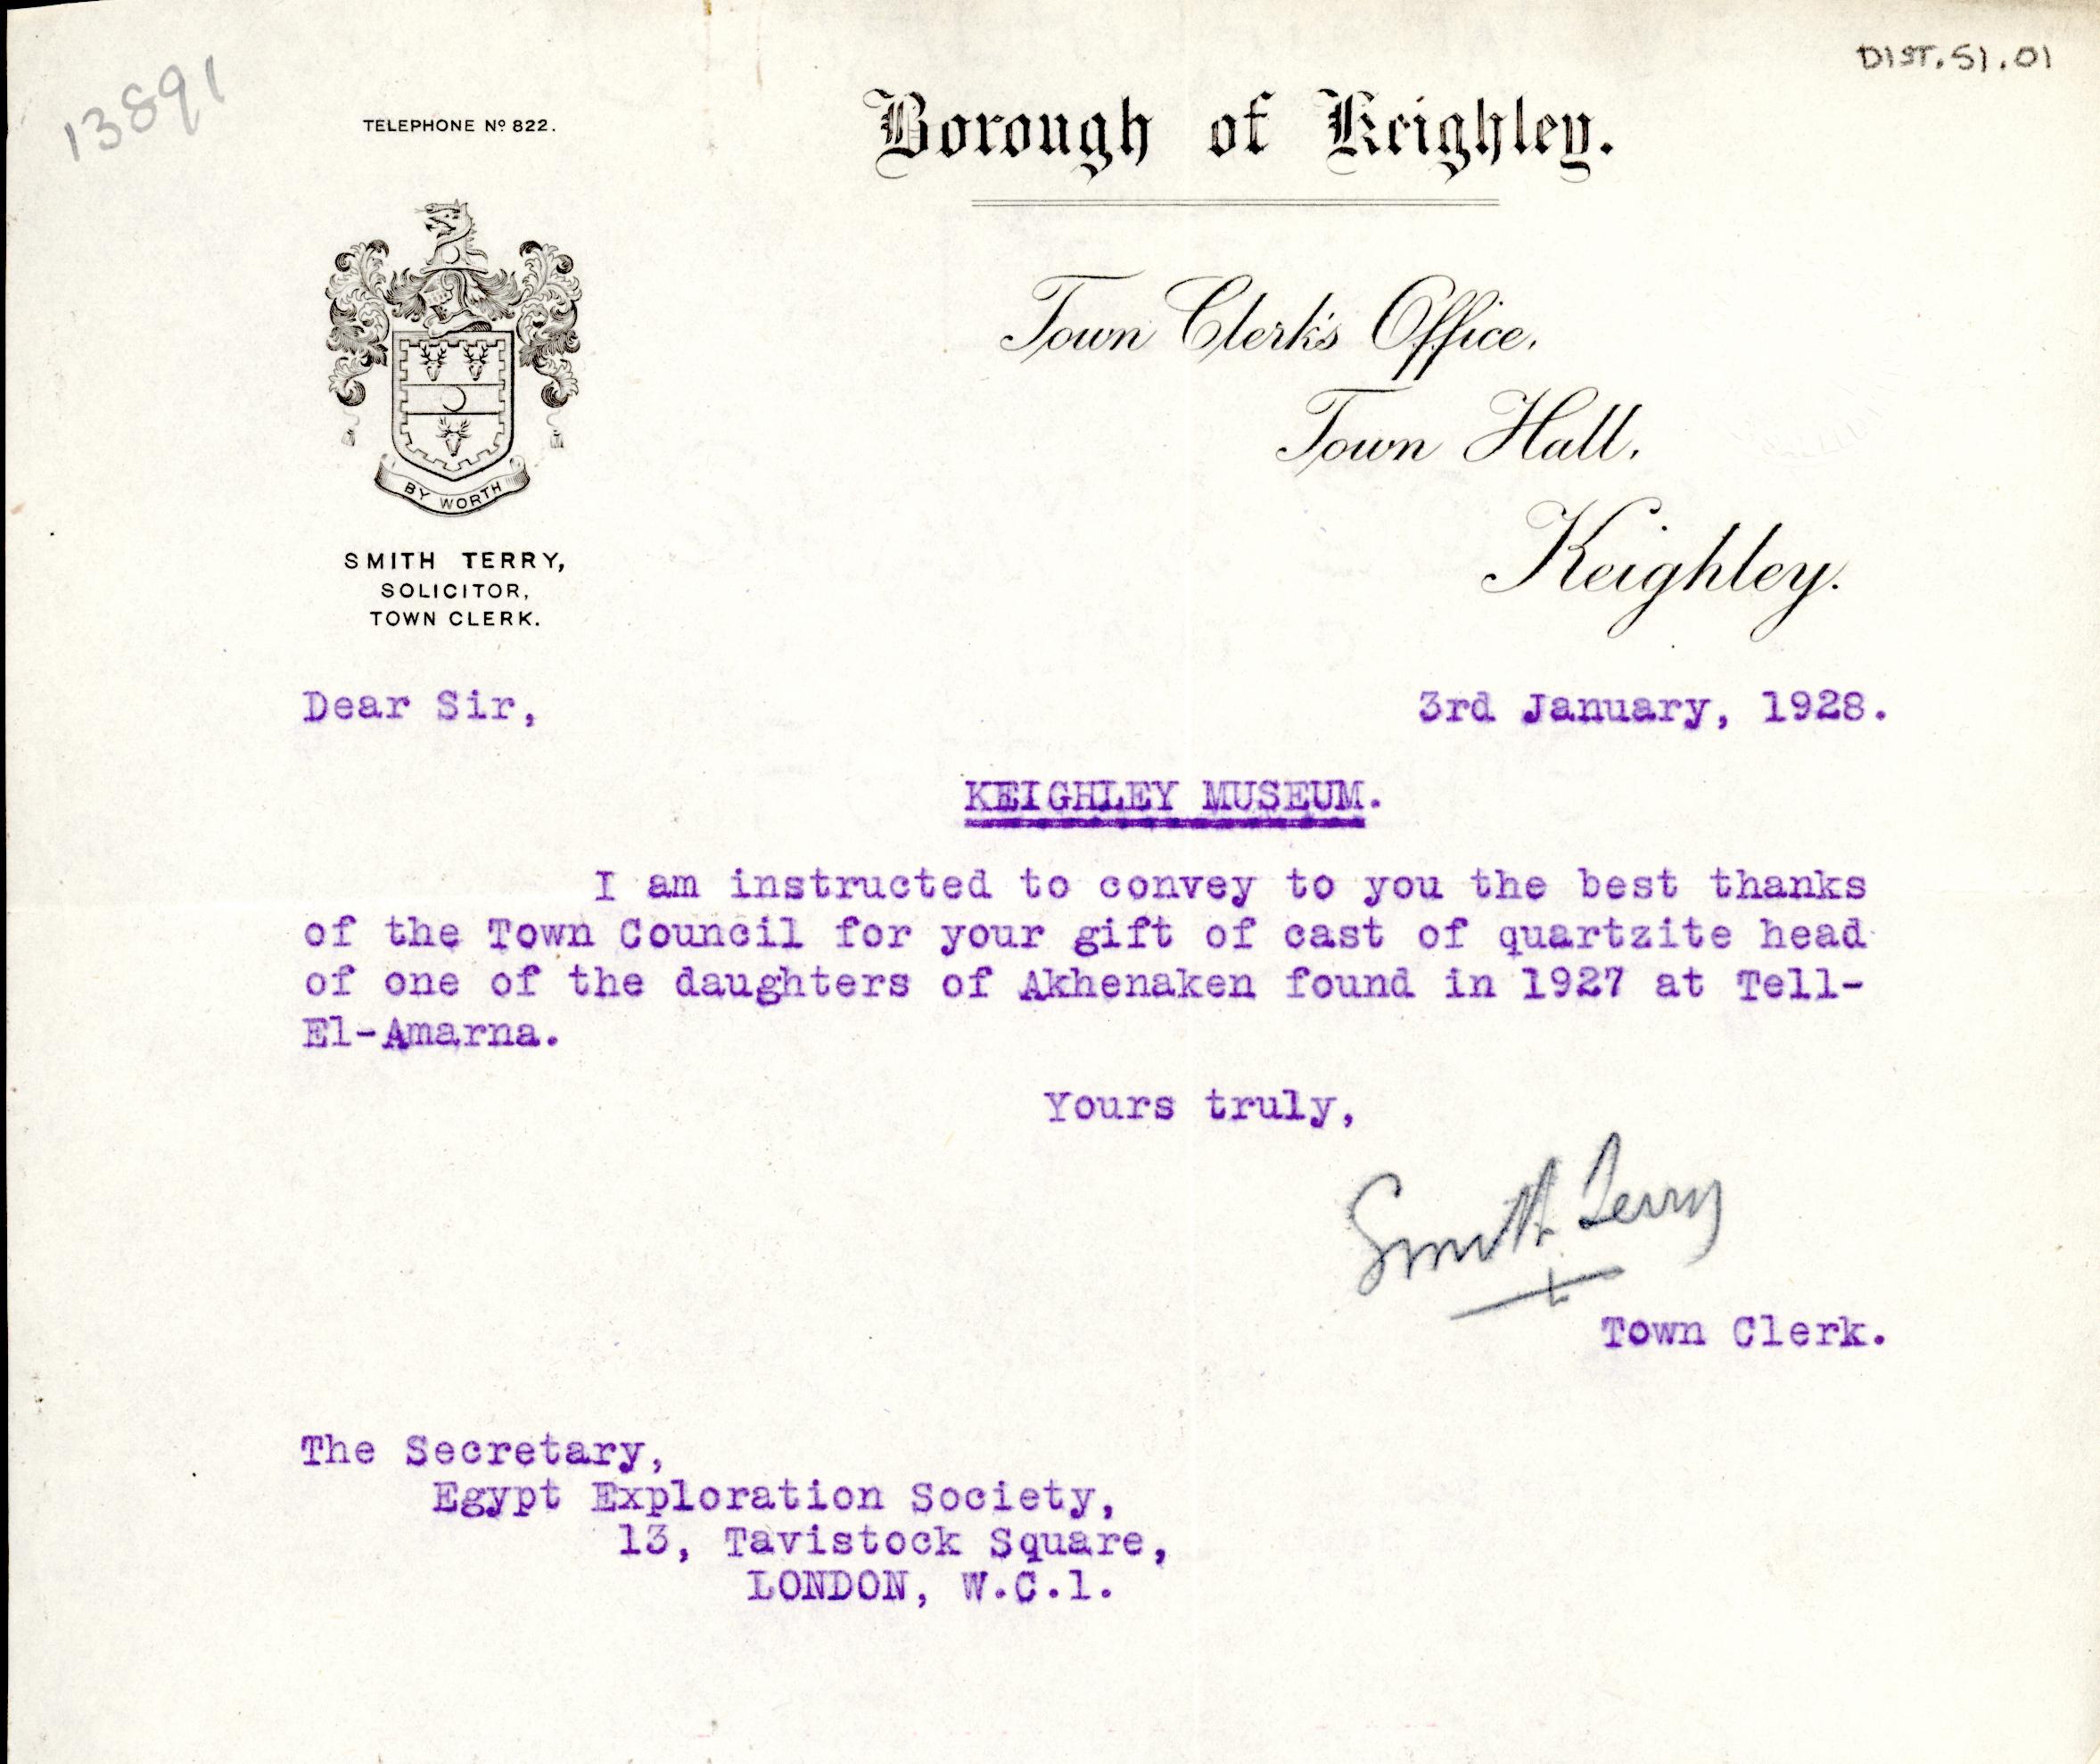 13891
DIST.51.01
TELEPHONE Nº 822.
Borough of Keighley.
Town Clerk's Office,
Town Hall,
Keighley.
BY WORTH
SMITH TERRY,
SOLICITOR,
TOWN CLERK.
Dear Sir,
3rd January, 1928.
KEIGHLEY MUSEUM.
I am instructed to convey to you the best thanks
of the Town Council for your gift of cast of quartzite head
of one of the daughters of Akhenaken found in 1927 at Tell-
El-Amarna.
Yours truly,
Smith Terry
Town Clerk.
The Secretary,
Egypt Exploration Society,
13, Tavistock Square,
LONDON, W.C.1.